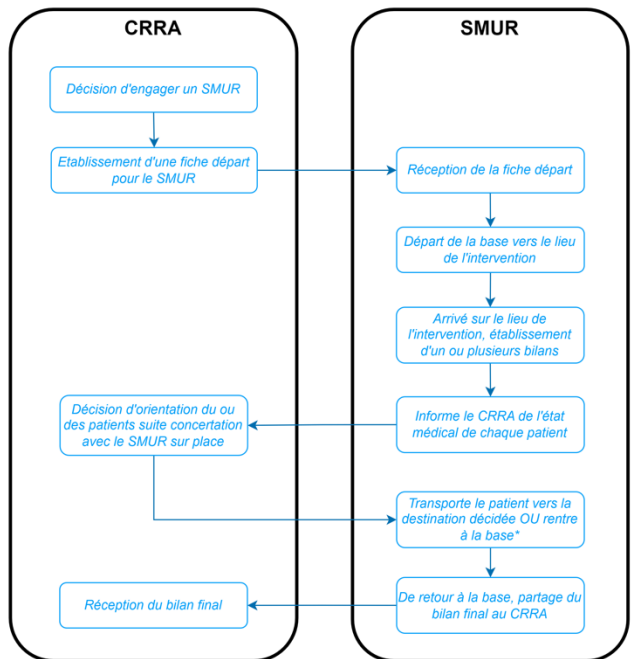 CRRA
SMUR
Décision d'engager un SMUR
Etablissement d'une fiche départ
pour le SMUR
Réception de la fiche départ
Départ de la base vers le lieu
de l'intervention
Arrivé sur le lieu de
l'intervention, établissement
d'un ou plusieurs bilans
Informe le CRRA de l'état
médical de chaque patient
Décision d'orientation du ou
des patients suite concertation
avec le SMUR sur place
Transporte le patient vers la
destination décidée OU rentre
à la base*
De retour à la base, partage du
bilan final au CRRA
Réception du bilan final